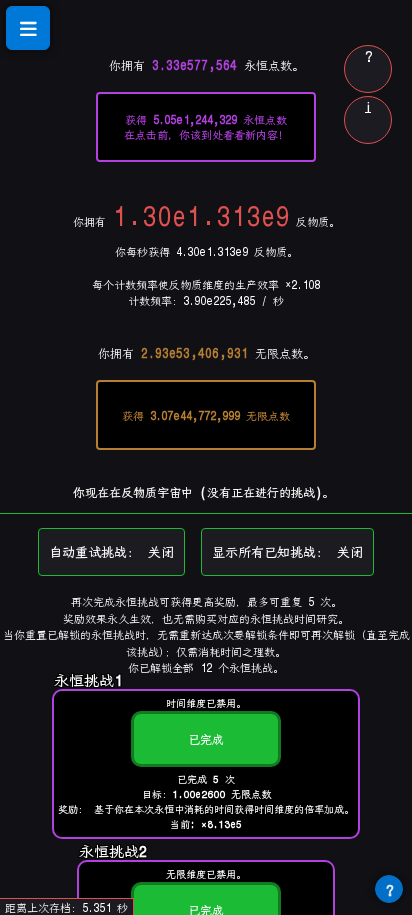 你拥有 3.33e577,564 永恒点数。
?
获得 5.05e1,244,329 永恒点数
在点击前，你该到处看看新内容!
i
你拥有 1.30e1.313e9 反物质。
你每秒获得 4.30e1.313e9 反物质。
每个计数频率使反物质维度的生产效率 ×2.108
计数频率: 3.90e225,485 / 秒
你拥有 2.93e53,406,931 无限点数。
获得 3.07e44,772,999 无限点数
你现在在反物质宇宙中 (没有正在进行的挑战)。
自动重试挑战: 关闭
显示所有已知挑战: 关闭
再次完成永恒挑战可获得更高奖励，最多可重复 5 次。
奖励效果永久生效，也无需购买对应的永恒挑战时间研究。
当你重置已解锁的永恒挑战时，无需重新达成次要解锁条件即可再次解锁 (直至完成
该挑战)；仅需消耗时间之理数。
你已解锁全部 12 个永恒挑战。
永恒挑战1
时间维度已禁用。
已完成
已完成 5 次
目标: 1.00e2600 无限点数
奖励: 基于你在本次永恒中消耗的时间获得时间维度的倍率加成。
当前: ×8.13e5
永恒挑战2
无限维度已禁用。
已完成
?
距离上次存档: 5.351 秒